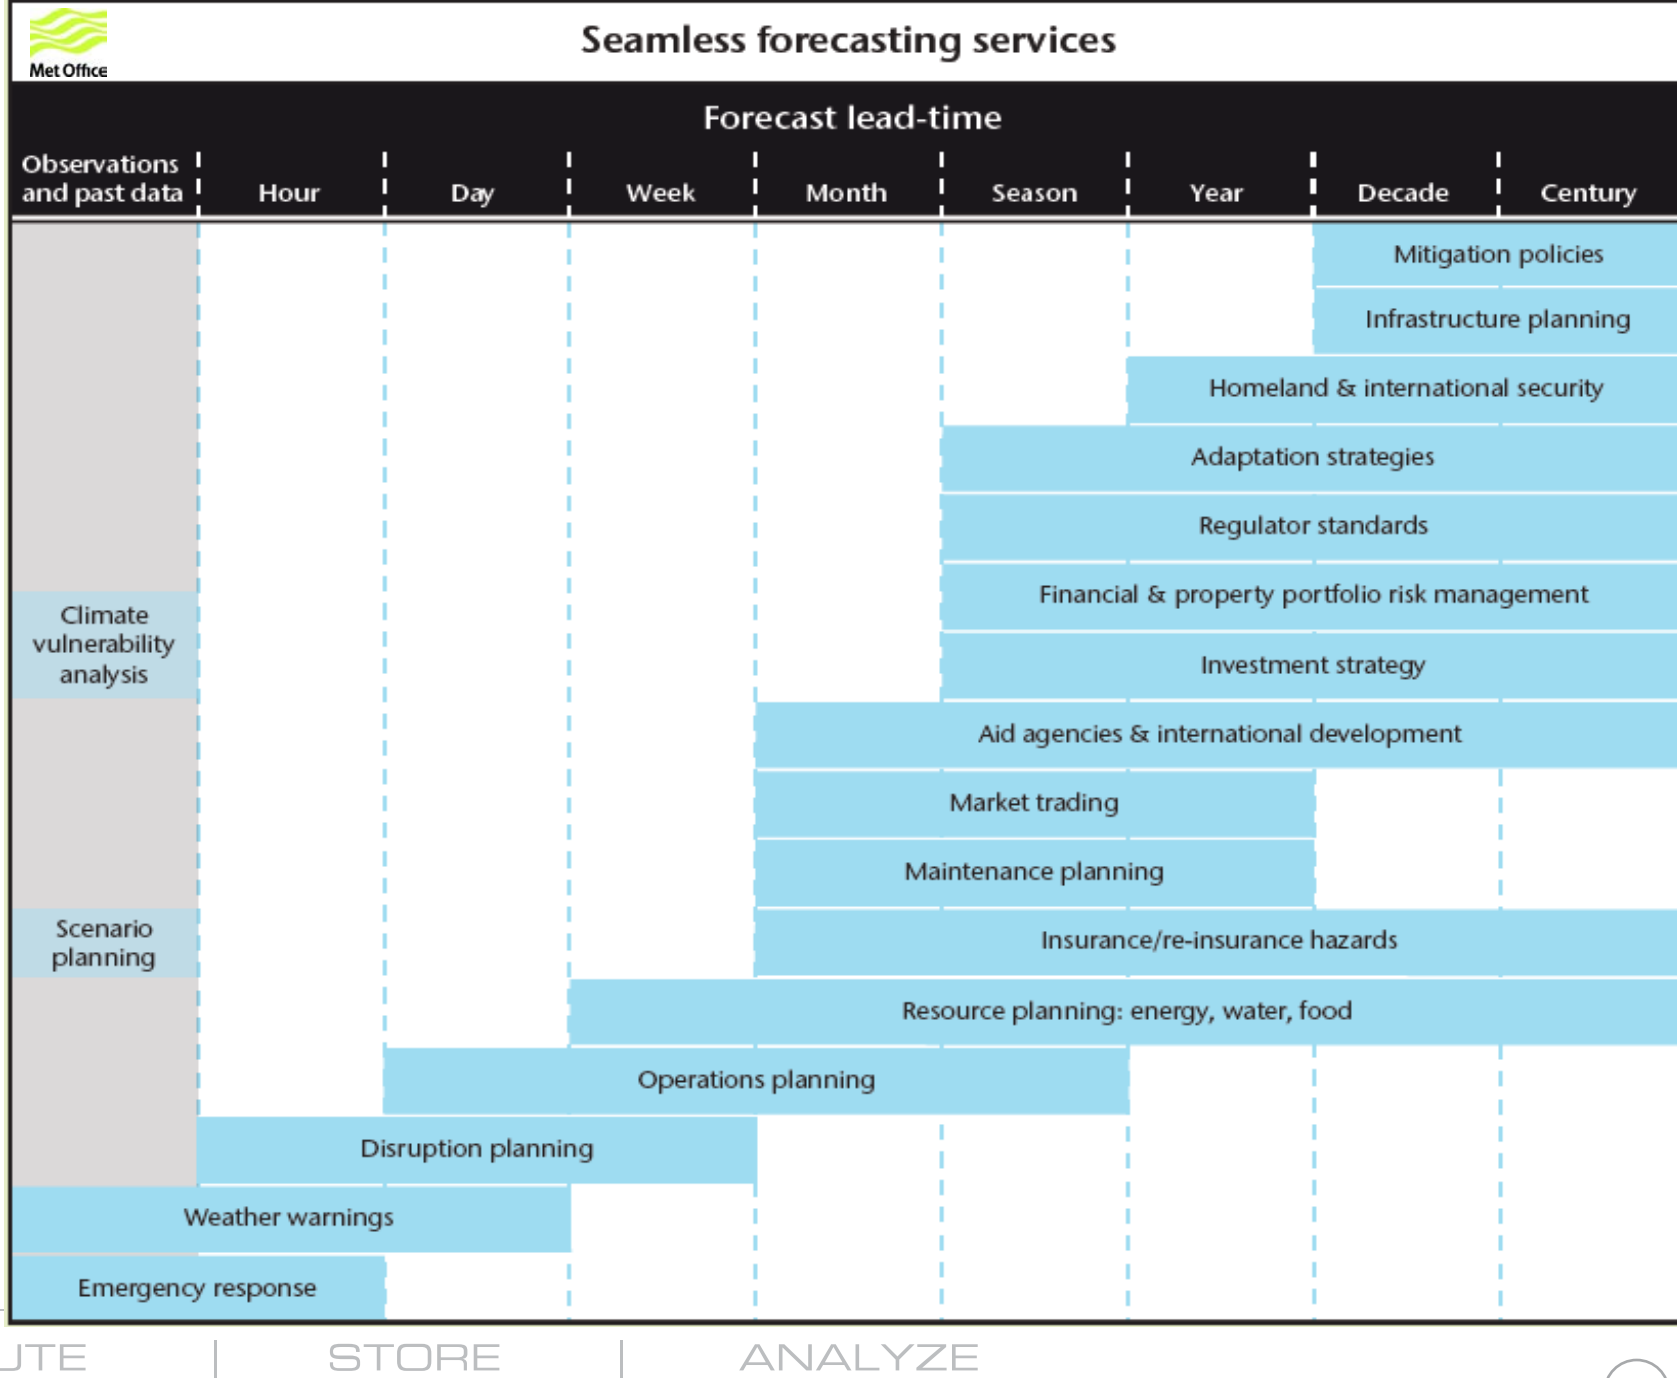 Met Office
Seamless forecasting services
Forecast lead-time
Observations
and past data
Hour
Day
Week
Month
Season
Year
Decade
Century
Mitigation policies
Infrastructure planning
Homeland & international security
Adaptation strategies
Regulator standards
Financial & property portfolio risk management
Climate
vulnerability
analysis
Investment strategy
Aid agencies & international development
Market trading
Maintenance planning
Scenario
planning
Insurance/re-insurance hazards
Resource planning: energy, water, food
Operations planning
Disruption planning
Weather warnings
Emergency response
UTE | STORE | ANALYZE